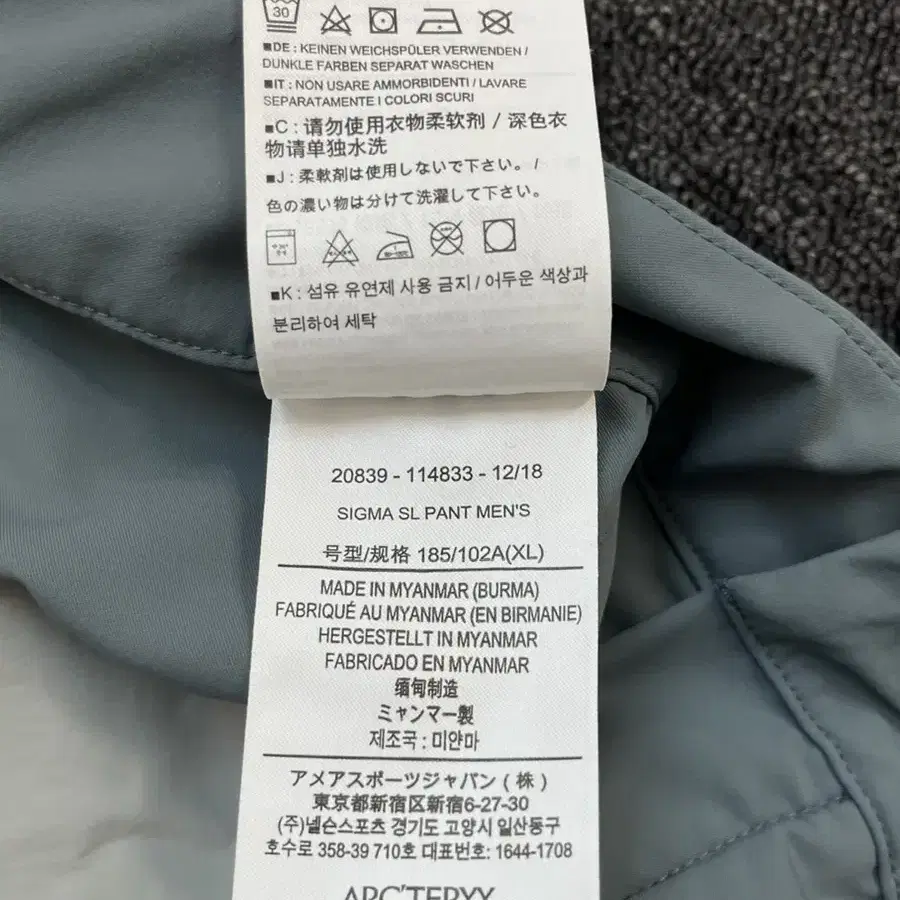 30
■DE : KEINEN WEICHSPÜLER VERWENDEN /
DUNKLE FARBEN SEPARAT WASCHEN
■IT : NON USARE AMMORBIDENTI / LAVARE
SEPARATAMENTE I COLORI SCURI
■C : 请勿使用衣物柔软剂 / 深色衣
物请单独水洗
■J : 柔軟剤は使用しないで下さい。 /
色の濃い物は分けて洗濯して下さい。
■K : 섬유 유연제 사용 금지 / 어두운 색상과
분리하여 세탁
20839 - 114833 - 12/18
SIGMA SL PANT MEN'S
号型/规格 185/102A(XL)
MADE IN MYANMAR (BURMA)
FABRIQUÉ AU MYANMAR (EN BIRMANIE)
HERGESTELLT IN MYANMAR
FABRICADO EN MYANMAR
缅甸制造
ミャンマー製
제조국 : 미얀마
アメアスポーツジャパン ( 株 )
東京都新宿区新宿6-27-30
(주)넬슨스포츠 경기도 고양시 일산동구
호수로 358-39 710호 대표번호: 1644-1708
ARC'TERYX